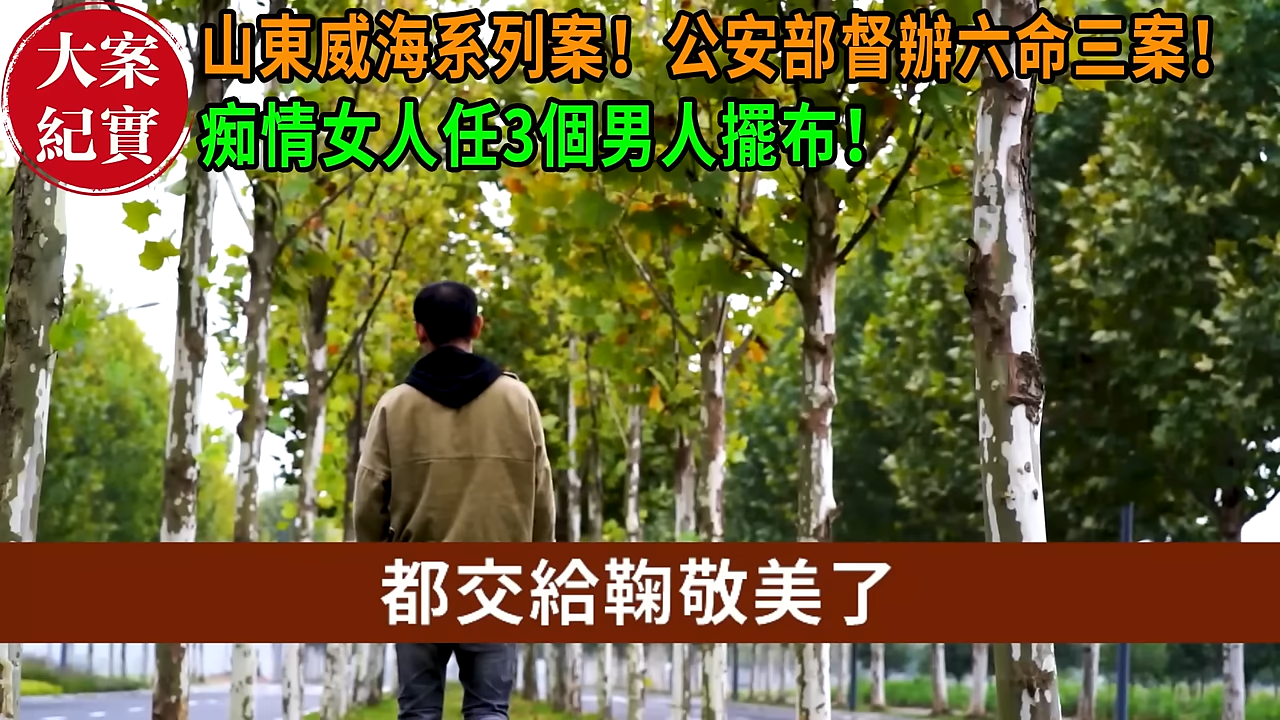 大案
紀實
山東威海系列案！公安部督辦六命三案！
痴情女人任3個男人擺布！
都交給鞠敬美了